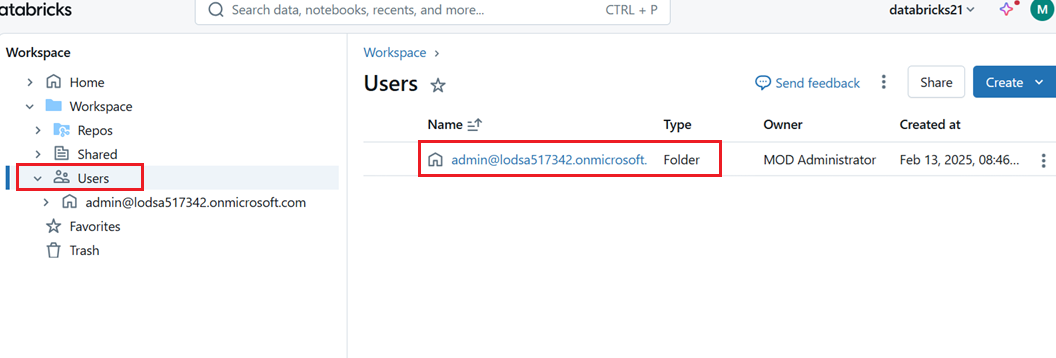 atabricks
Search data, notebooks, recents, and more... CTRL + P
databricks21
M
Workspace
Home
Workspace
Repos
Shared
Users
admin@lodsa517342.onmicrosoft.com
Favorites
Trash
Workspace
Users
Send feedback
Share
Create
Name Type Owner Created at
admin@lodsa517342.onmicrosoft. Folder MOD Administrator Feb 13, 2025, 08:46...